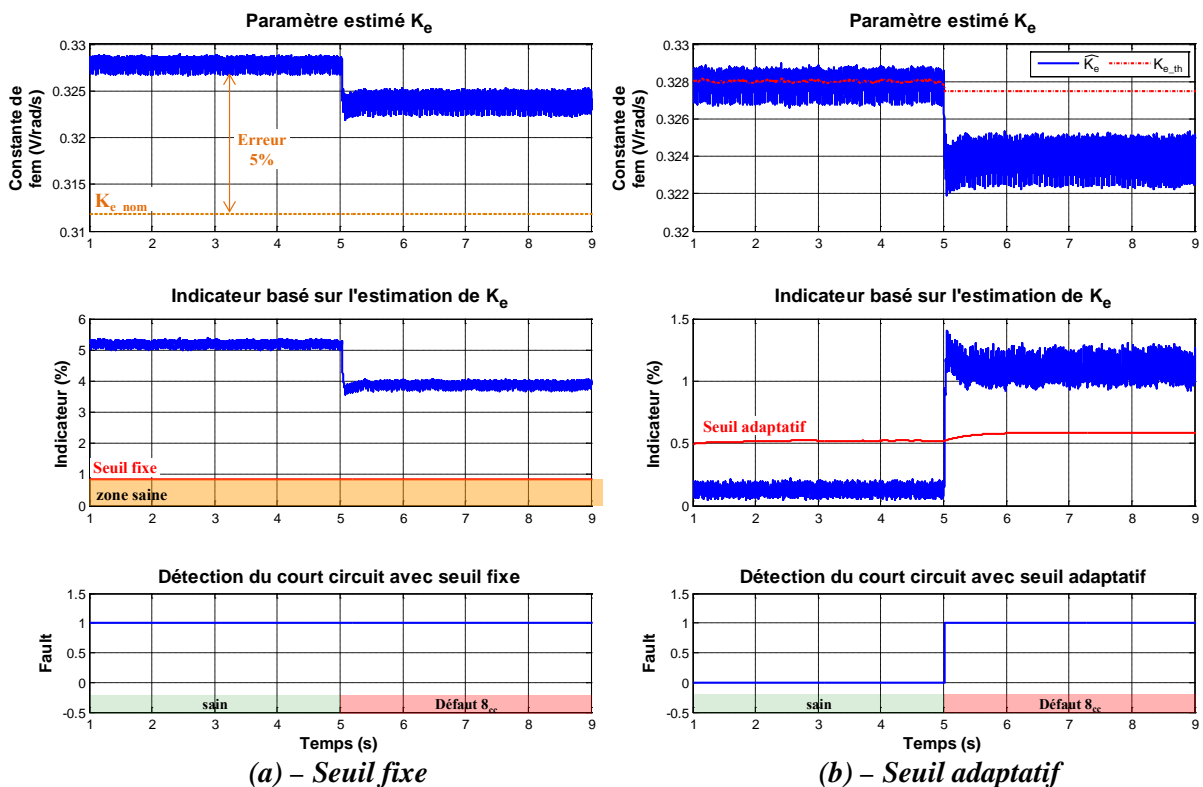 Paramètre estimé Ke
Constante de
fem (V/rad/s)
0.33
0.325
0.32
0.315
0.31
Erreur
5%
Ke_nom
1 2 3 4 5 6 7 8 9
Indicateur basé sur l'estimation de Ke
Indicateur (%)
6
5
4
3
2
1
0
Seuil fixe
zone saine
1 2 3 4 5 6 7 8 9
Détection du court circuit avec seuil fixe
Fault
1.5
1
0.5
0
-0.5
sain
Défaut 8cc
1 2 3 4 5 6 7 8 9
Temps (s)
(a) – Seuil fixe
Paramètre estimé Ke
Constante de
fem (V/rad/s)
0.33
0.328
0.326
0.324
0.322
0.32
K̂e Ke_th
1 2 3 4 5 6 7 8 9
Indicateur basé sur l'estimation de Ke
Indicateur (%)
1.5
1
0.5
0
Seuil adaptatif
1 2 3 4 5 6 7 8 9
Détection du court circuit avec seuil adaptatif
Fault
1.5
1
0.5
0
-0.5
sain
Défaut 8cc
1 2 3 4 5 6 7 8 9
Temps (s)
(b) – Seuil adaptatif